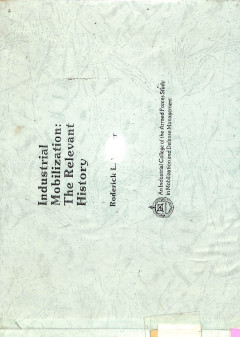 Industrial
Mobilization:
The Relevant
History
Roderick L.
An Industrial College of the Armed Forces Study
in Mobilization and Defense Management